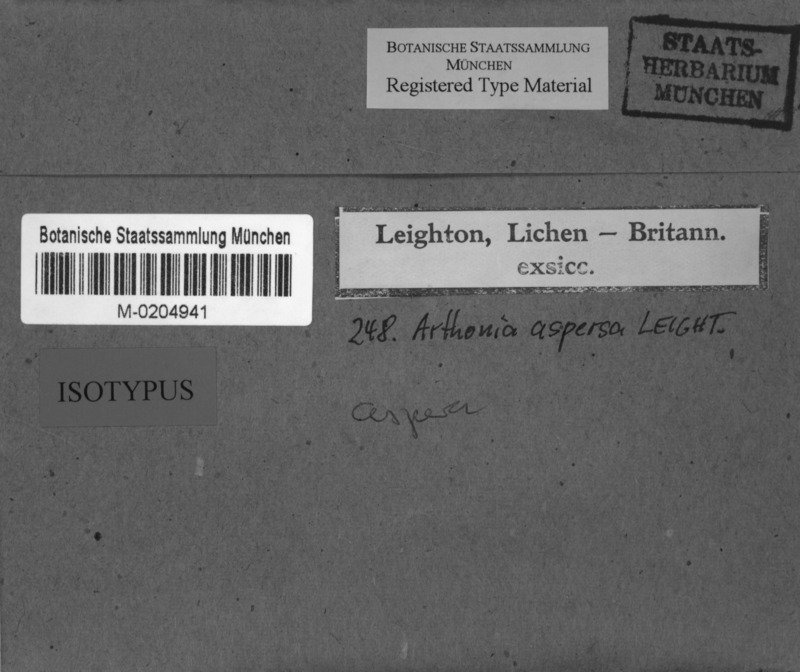 BOTANISCHE STAATSSAMMLUNG
MÜNCHEN
Registered Type Material
STAATS-
HERBARIUM
MÜNCHEN
Botanische Staatssammlung München
M-0204941
Leighton, Lichen – Britann.
exsicc.
248. Arthonia aspersa LEIGHT.
ISOTYPUS